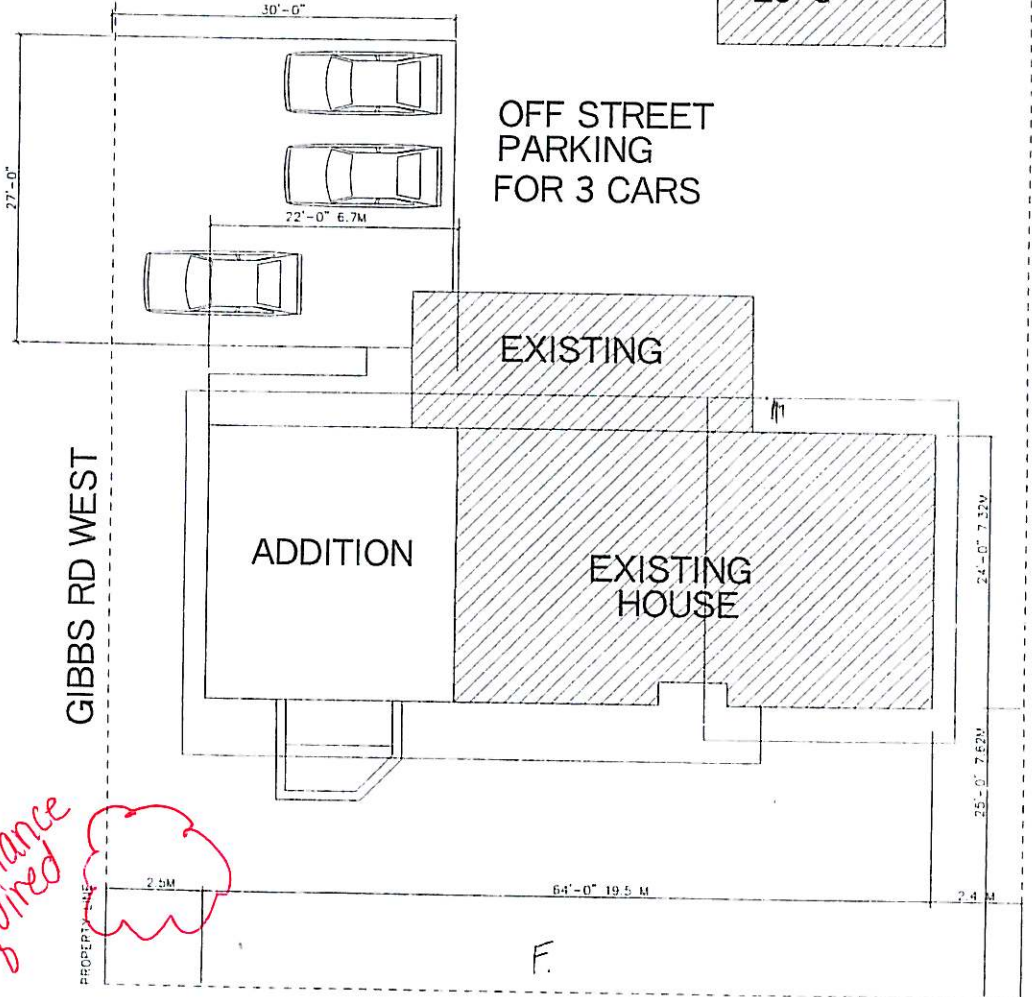 30'-0"
27'-0"
OFF STREET
PARKING
FOR 3 CARS
22'-0" 6.7M
EXISTING
GIBBS RD WEST
ADDITION
EXISTING
HOUSE
24'-0" 7.32M
25'-0" 7.62M
2.5M
64'-0" 19.5 M
2.4 M
PROPERTY LINE
F.